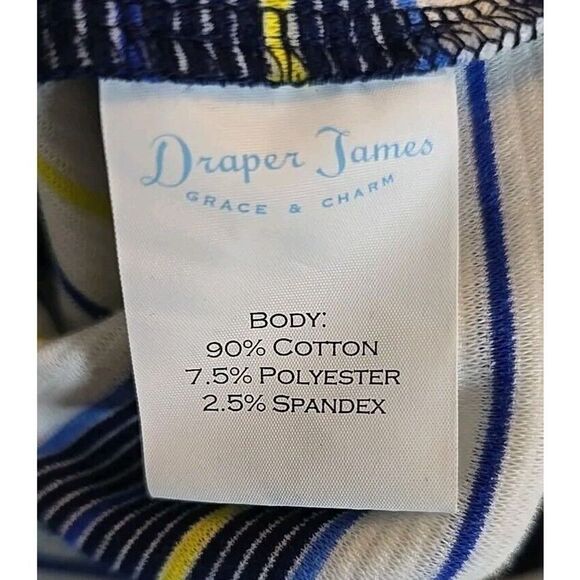 Draper James
GRACE & CHARM
BODY:
90% COTTON
7.5% POLYESTER
2.5% SPANDEX